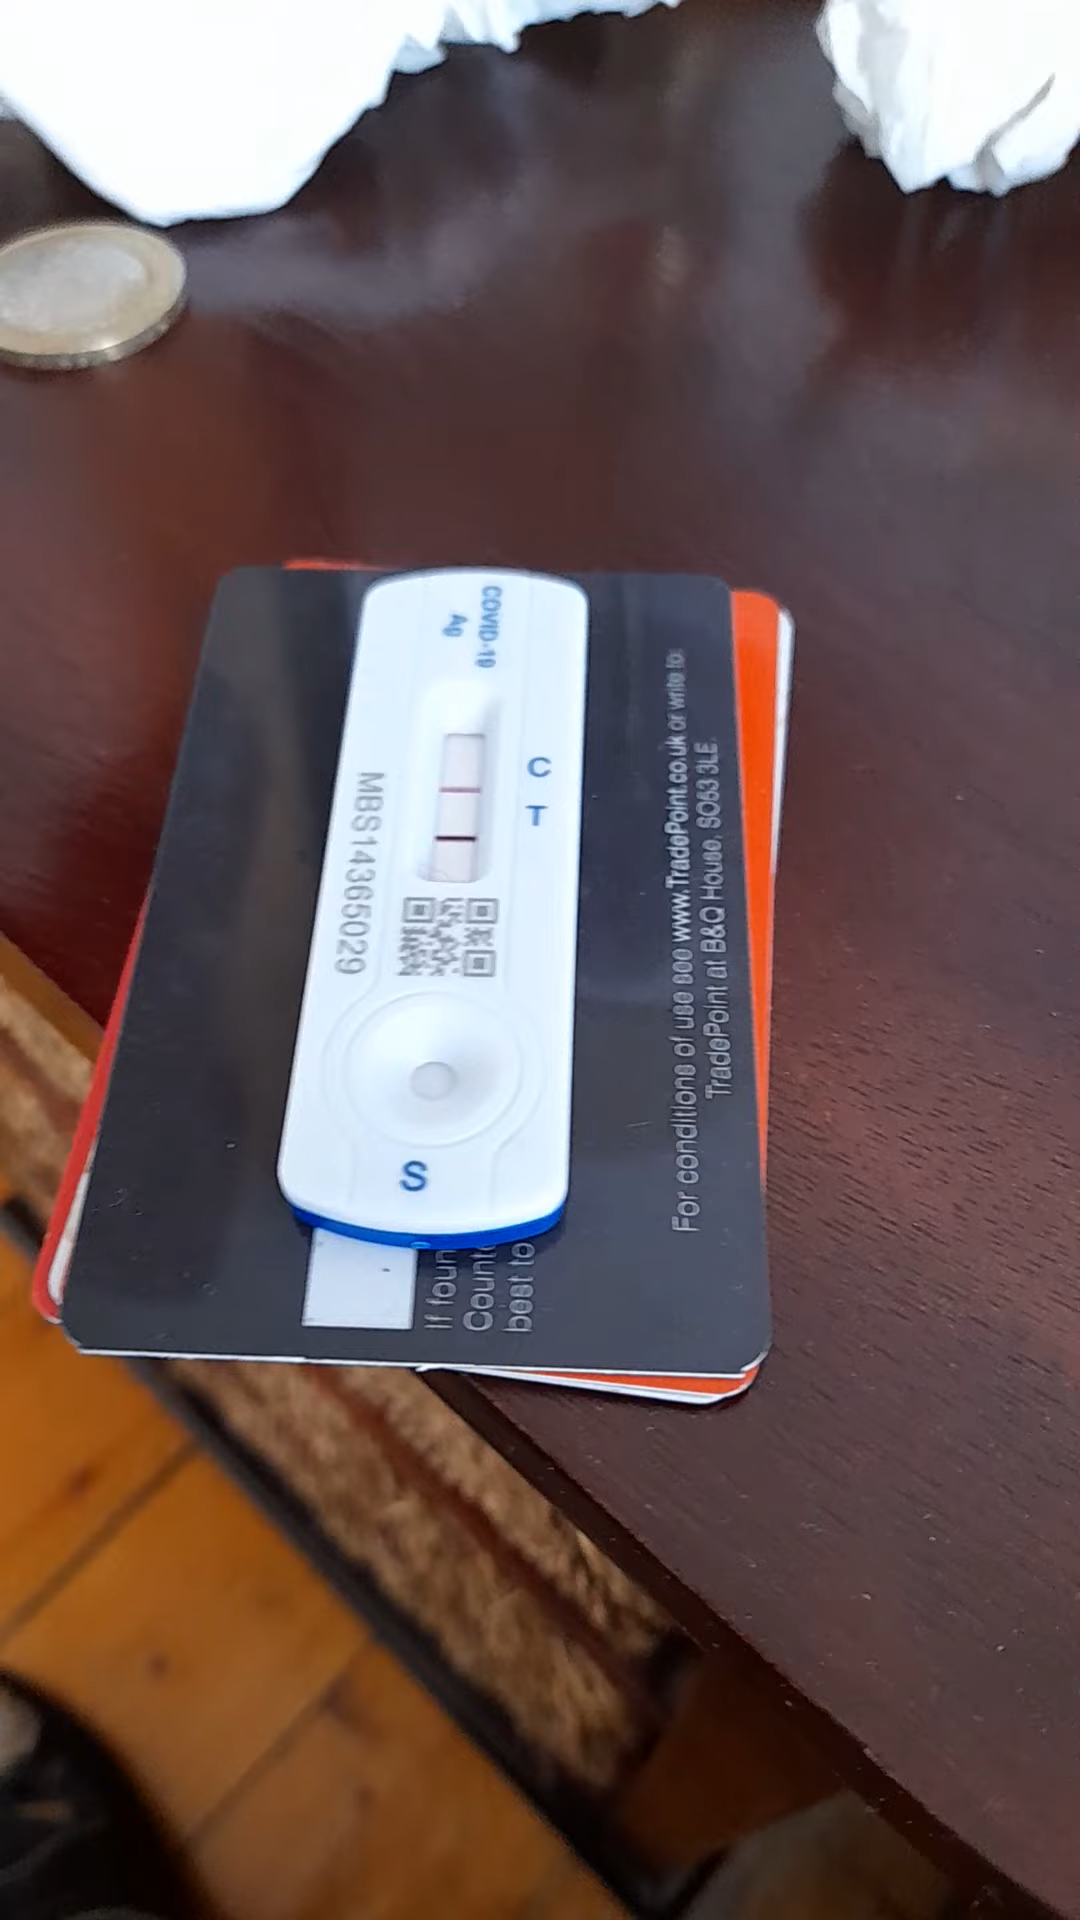 COVID-19
Ag
C
T
MBS14365029
S
For conditions of use see www.TradePoint.co.uk or write to:
TradePoint at B&Q House, SO53 3LE.
If foun
Counte
best to